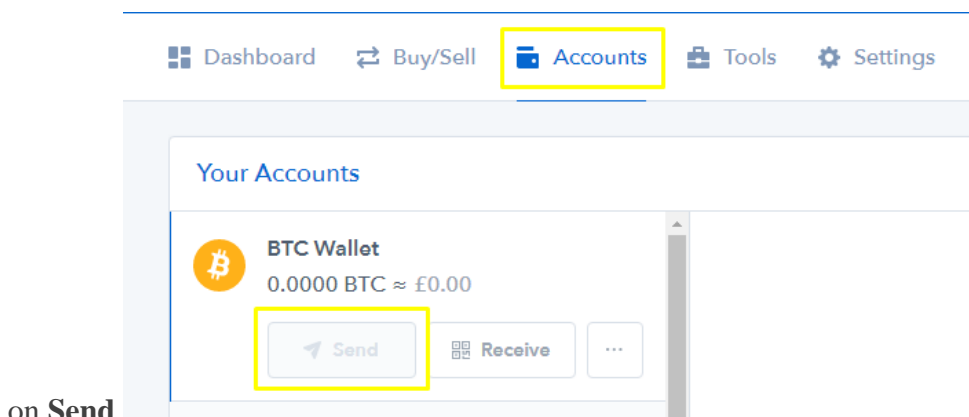 Dashboard Buy/Sell Accounts Tools Settings
Your Accounts
BTC Wallet
0.0000 BTC ≈ £0.00
Send Receive ...
on Send